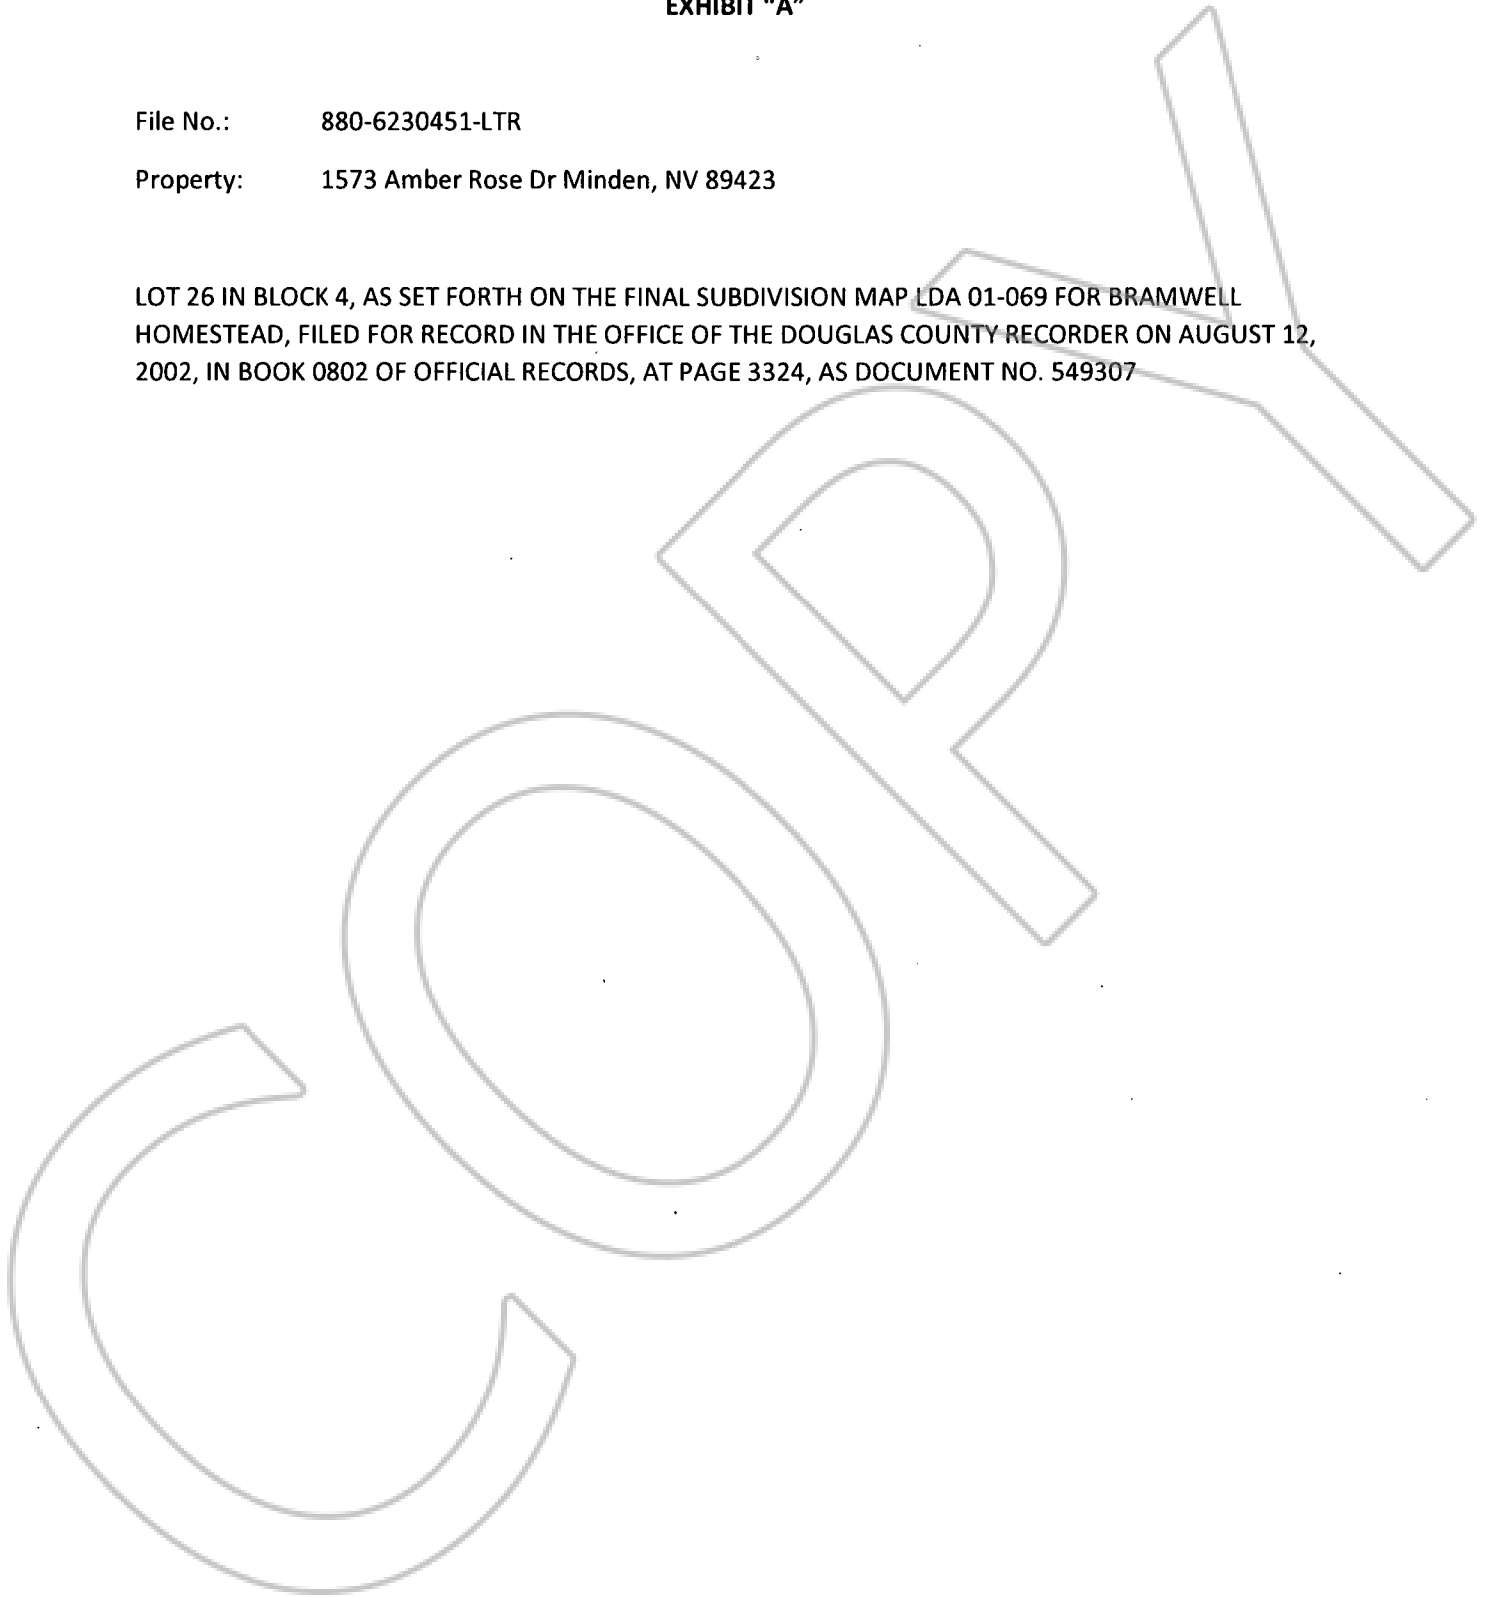 EXHIBIT "A"
File No.: 880-6230451-LTR
Property: 1573 Amber Rose Dr Minden, NV 89423
LOT 26 IN BLOCK 4, AS SET FORTH ON THE FINAL SUBDIVISION MAP LDA 01-069 FOR BRAMWELL
HOMESTEAD, FILED FOR RECORD IN THE OFFICE OF THE DOUGLAS COUNTY RECORDER ON AUGUST 12,
2002, IN BOOK 0802 OF OFFICIAL RECORDS, AT PAGE 3324, AS DOCUMENT NO. 549307
COPY